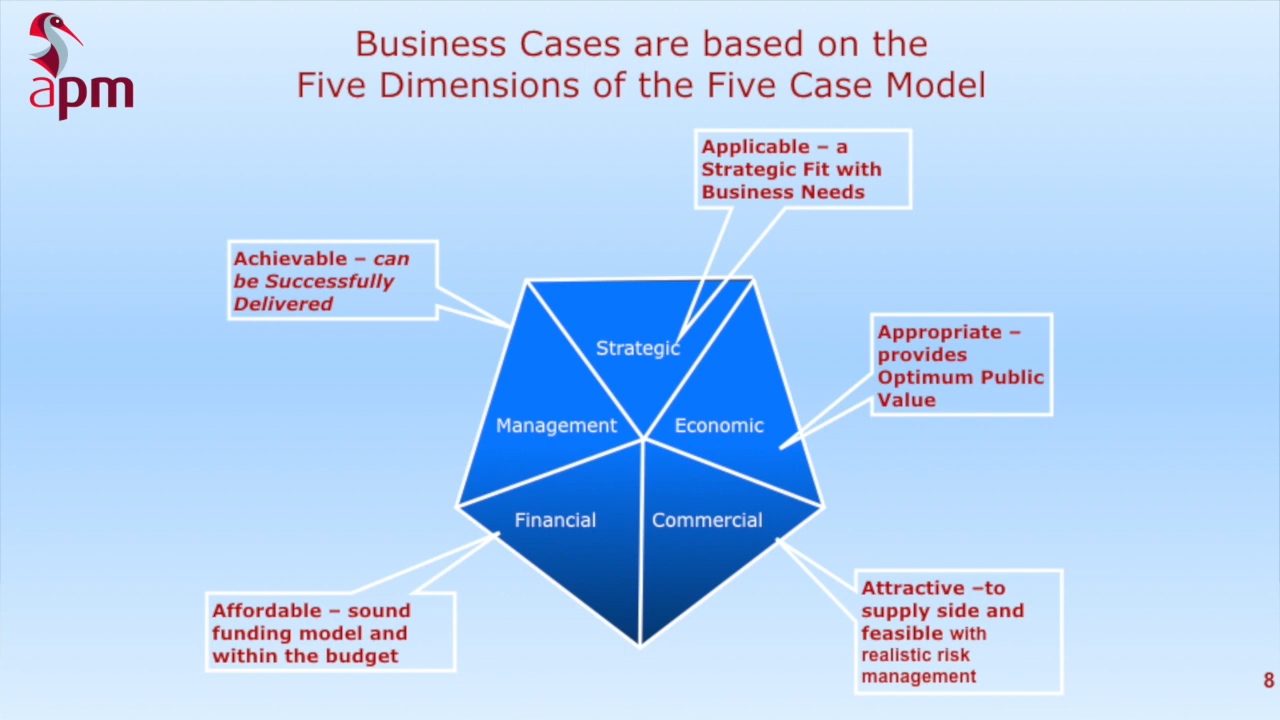 apm
Business Cases are based on the
Five Dimensions of the Five Case Model
Applicable – a
Strategic Fit with
Business Needs
Achievable – can
be Successfully
Delivered
Appropriate –
provides
Optimum Public
Value
Strategic
Management
Economic
Financial
Commercial
Affordable – sound
funding model and
within the budget
Attractive –to
supply side and
feasible with
realistic risk
management
8